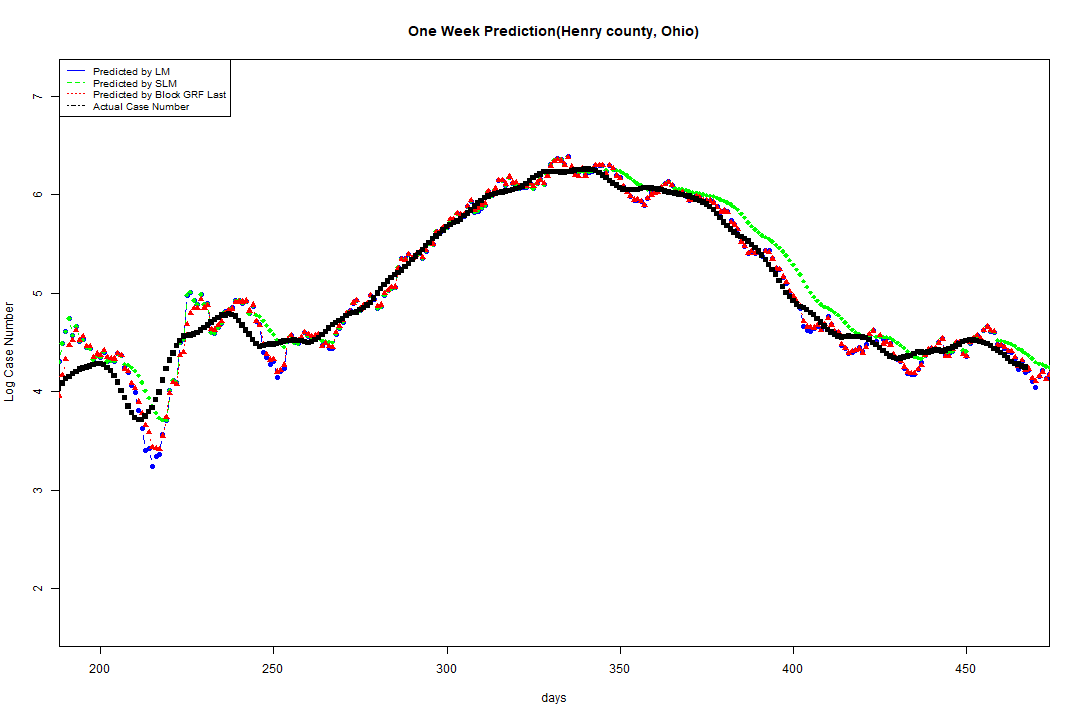 One Week Prediction(Henry county, Ohio)
Predicted by LM
Predicted by SLM
Predicted by Block GRF Last
Actual Case Number
7
6
5
4
3
2
Log Case Number
200 250 300 350 400 450
days